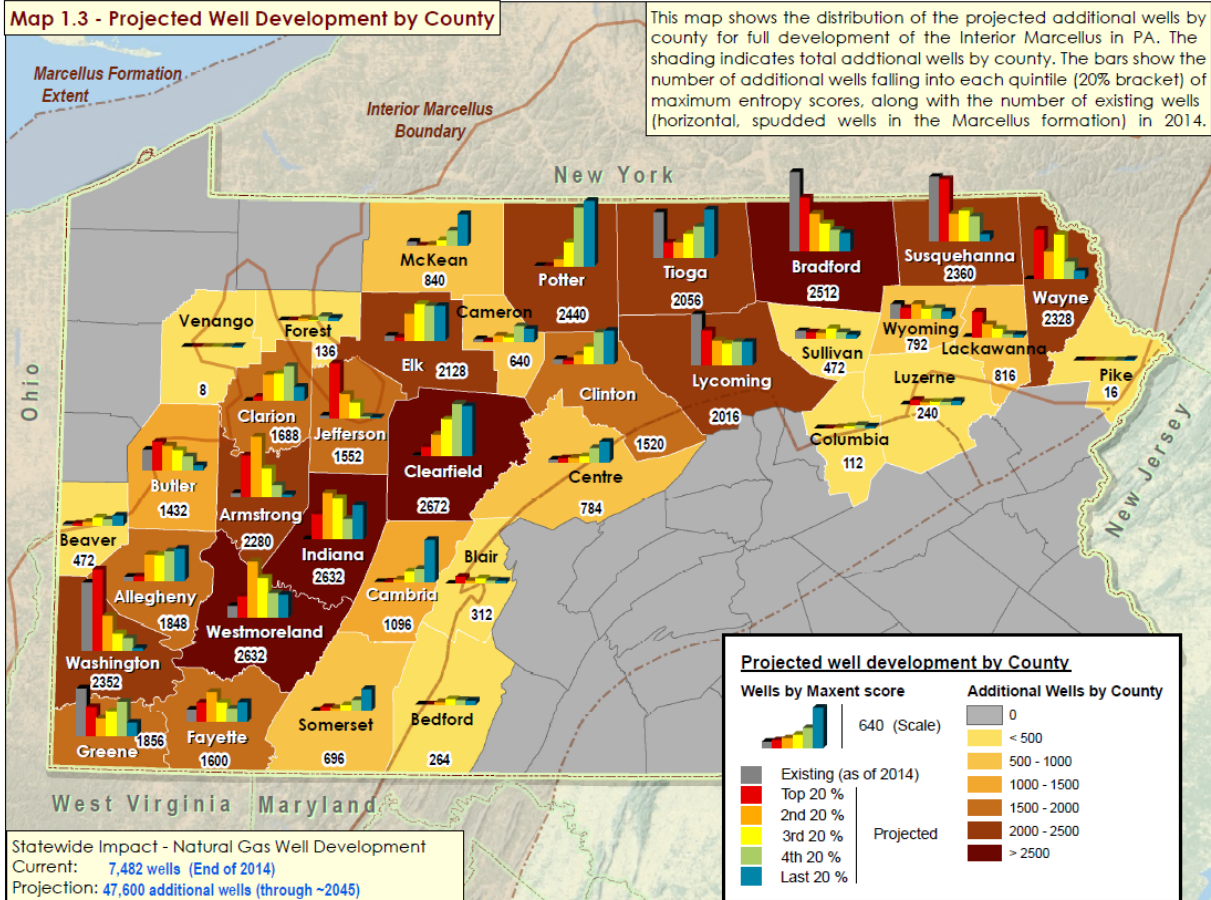 Map 1.3 - Projected Well Development by County
This map shows the distribution of the projected additional wells by
county for full development of the Interior Marcellus in PA. The
shading indicates total addtional wells by county. The bars show the
number of additional wells falling into each quintile (20% bracket) of
maximum entropy scores, along with the number of existing wells
(horizontal, spudded wells in the Marcellus formation) in 2014.
Marcellus Formation
Extent
Interior Marcellus
Boundary
New York
McKean
840
Potter
2440
Tioga
2056
Bradford
2512
Susquehanna
2360
Wayne
2328
Venango
8
Forest
136
Elk 2128
Cameron
640
Clinton
1520
Lycoming
2016
Sullivan
472
Wyoming
792
Lackawanna
816
Luzerne
240
Pike
16
Ohio
Clarion
1688
Jefferson
1552
Clearfield
2672
Centre
784
Columbia
112
New Jersey
Butler
1432
Armstrong
2280
Indiana
2632
Beaver
472
Allegheny
1848
Westmoreland
2632
Cambria
1096
Blair
312
Washington
2352
Greene 1856
Fayette
1600
Somerset
696
Bedford
264
West Virginia
Maryland
Projected well development by County
Wells by Maxent score
640 (Scale)
Existing (as of 2014)
Top 20 %
2nd 20 %
3rd 20 %
4th 20 %
Last 20 %
Projected
Additional Wells by County
0
< 500
500 - 1000
1000 - 1500
1500 - 2000
2000 - 2500
> 2500
Statewide Impact - Natural Gas Well Development
Current: 7,482 wells (End of 2014)
Projection: 47,600 additional wells (through ~2045)